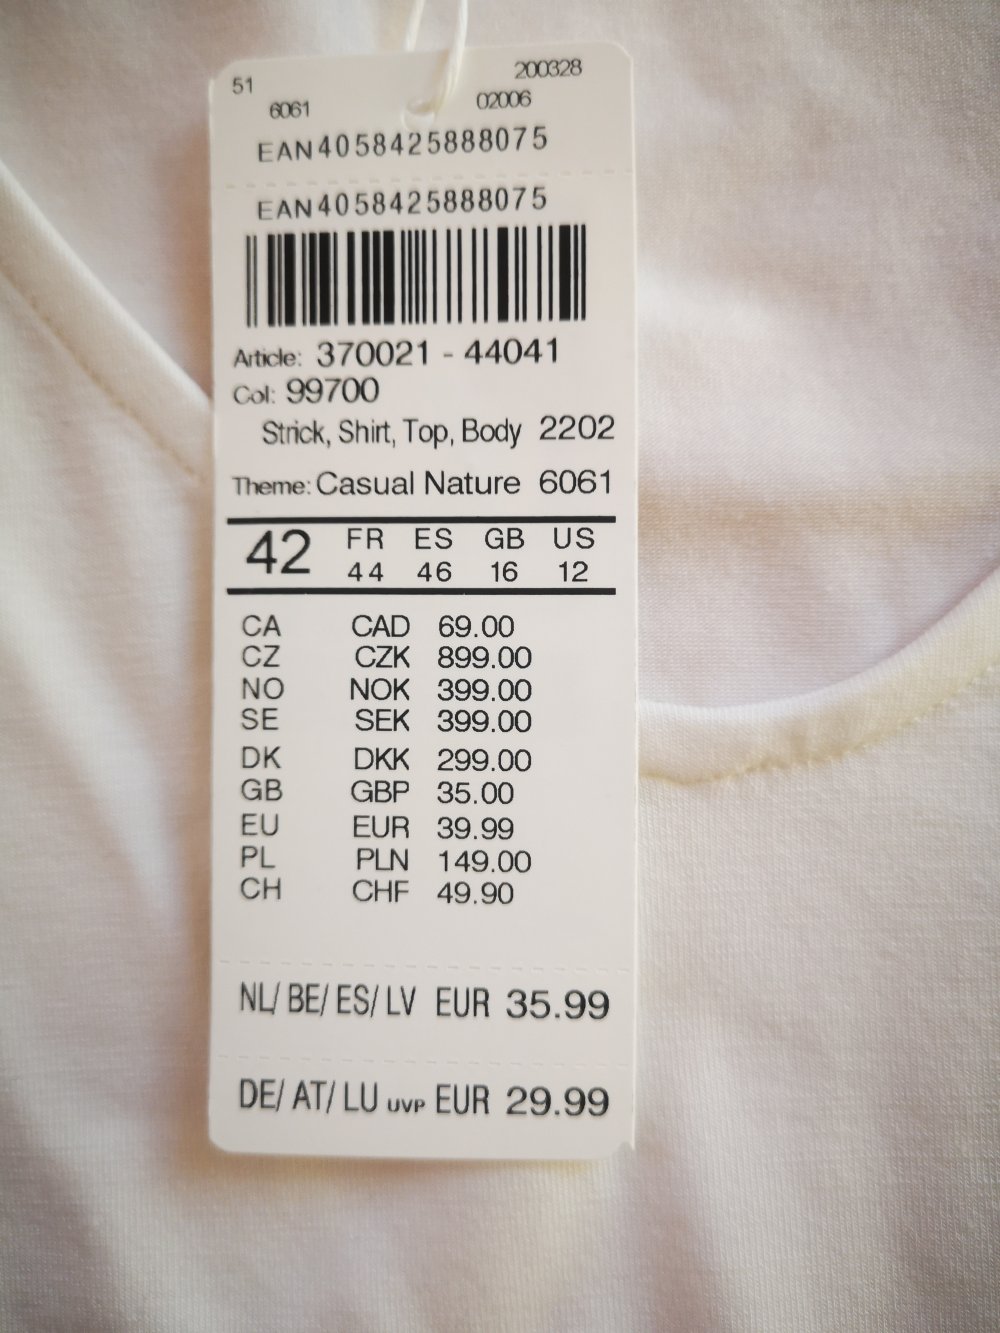 51 200328
6061 02006
EAN4058425888075
EAN4058425888075
Article: 370021 - 44041
Col: 99700
Strick, Shirt, Top, Body 2202
Theme: Casual Nature 6061
42 FR ES GB US
44 46 16 12
CA CAD 69.00
CZ CZK 899.00
NO NOK 399.00
SE SEK 399.00
DK DKK 299.00
GB GBP 35.00
EU EUR 39.99
PL PLN 149.00
CH CHF 49.90
NL/ BE/ ES/ LV EUR 35.99
DE/ AT/ LU UVP EUR 29.99